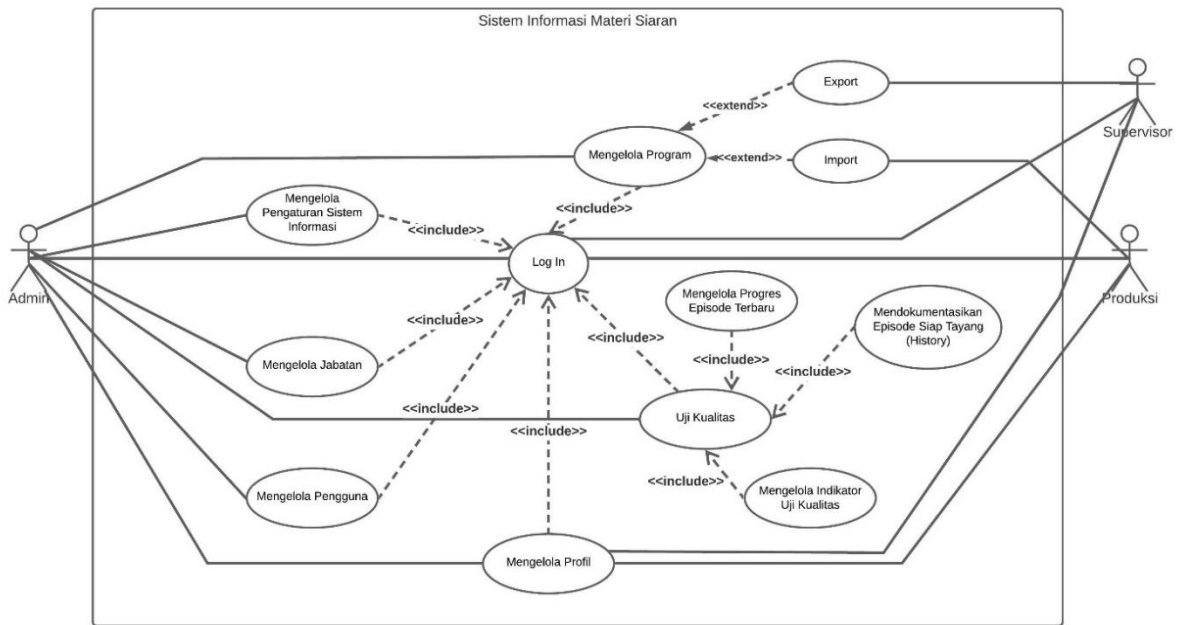 Sistem Informasi Materi Siaran
Export
<<extend>>
Supervisor
Mengelola Program
<<extend>>
Import
Mengelola
Pengaturan Sistem
Informasi
<<include>>
<<include>>
Log In
Admin
Mengelola Progres
Episode Terbaru
Mendokumentasikan
Episode Siap Tayang
(History)
Produksi
<<include>>
<<include>>
<<include>>
<<include>>
Mengelola Jabatan
<<include>>
Uji Kualitas
<<include>>
<<include>>
Mengelola Pengguna
Mengelola Indikator
Uji Kualitas
Mengelola Profil